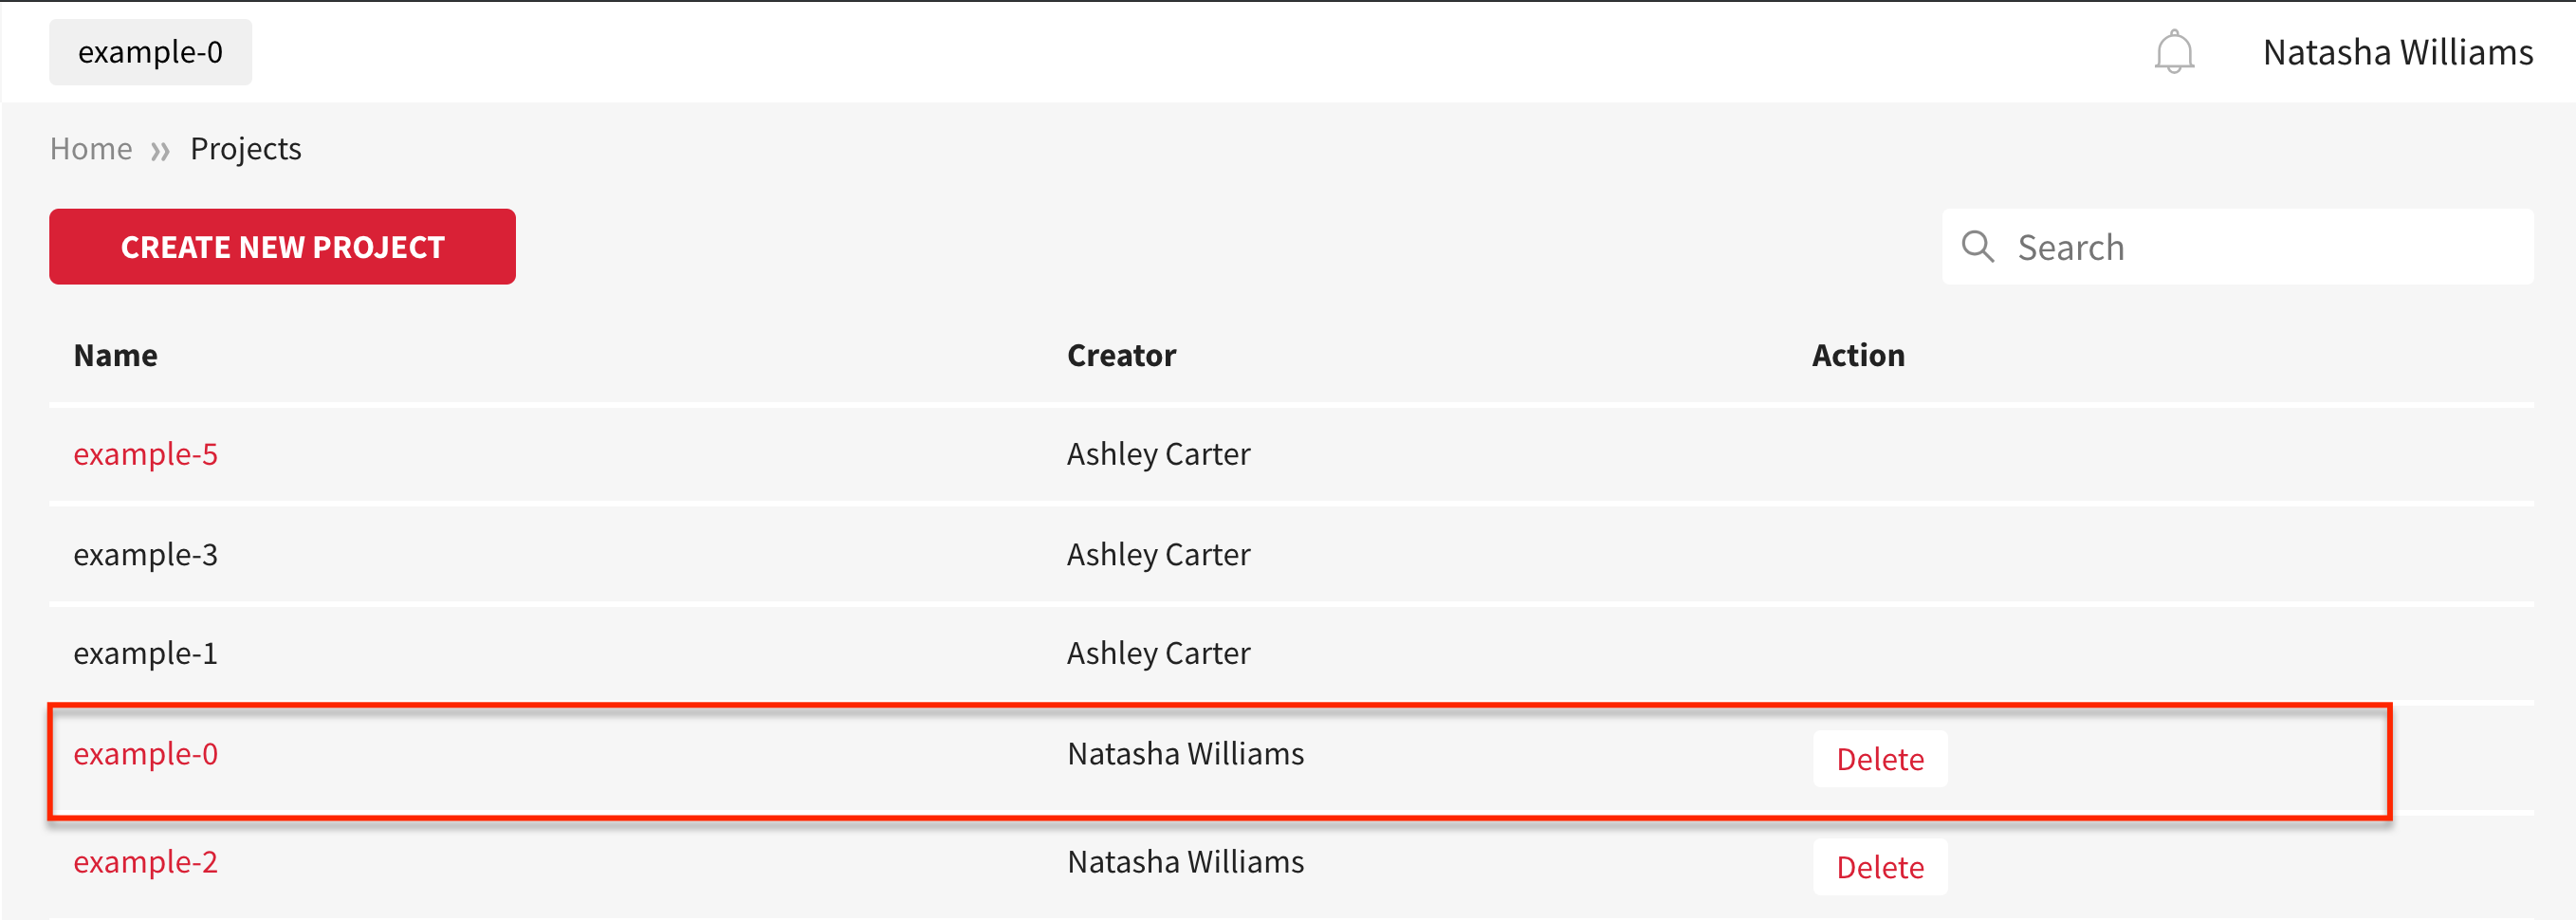 example-0 Natasha Williams
Home » Projects
CREATE NEW PROJECT Search
Name Creator Action
example-5 Ashley Carter
example-3 Ashley Carter
example-1 Ashley Carter
example-0 Natasha Williams Delete
example-2 Natasha Williams Delete